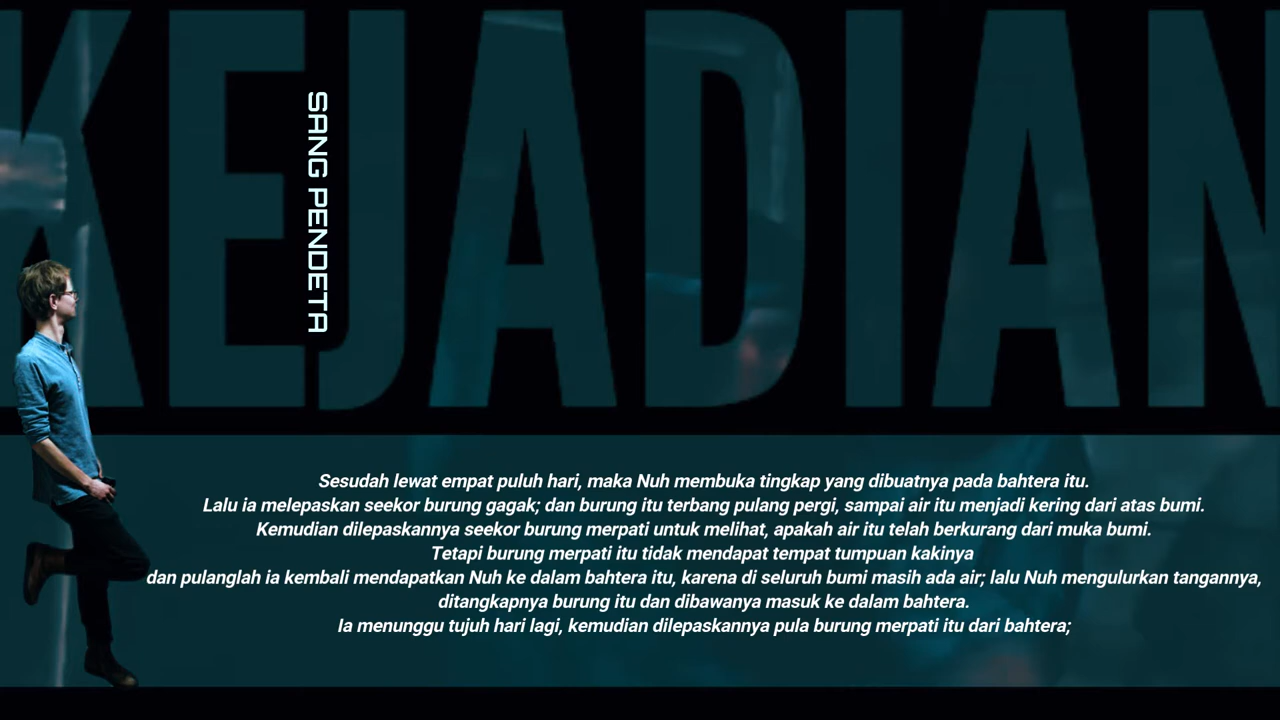 KEJADIAN
SANG PENDETA
Sesudah lewat empat puluh hari, maka Nuh membuka tingkap yang dibuatnya pada bahtera itu.
Lalu ia melepaskan seekor burung gagak; dan burung itu terbang pulang pergi, sampai air itu menjadi kering dari atas bumi.
Kemudian dilepaskannya seekor burung merpati untuk melihat, apakah air itu telah berkurang dari muka bumi.
Tetapi burung merpati itu tidak mendapat tempat tumpuan kakinya
dan pulanglah ia kembali mendapatkan Nuh ke dalam bahtera itu, karena di seluruh bumi masih ada air; lalu Nuh mengulurkan tangannya,
ditangkapnya burung itu dan dibawanya masuk ke dalam bahtera.
Ia menunggu tujuh hari lagi, kemudian dilepaskannya pula burung merpati itu dari bahtera;